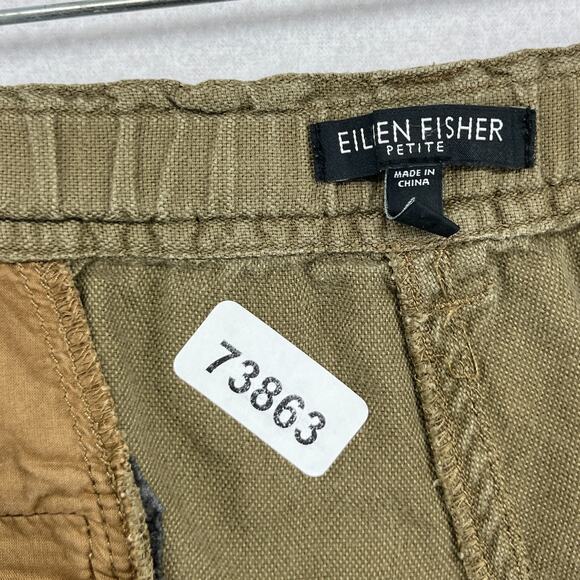 EILEEN FISHER
PETITE
MADE IN
CHINA
73863